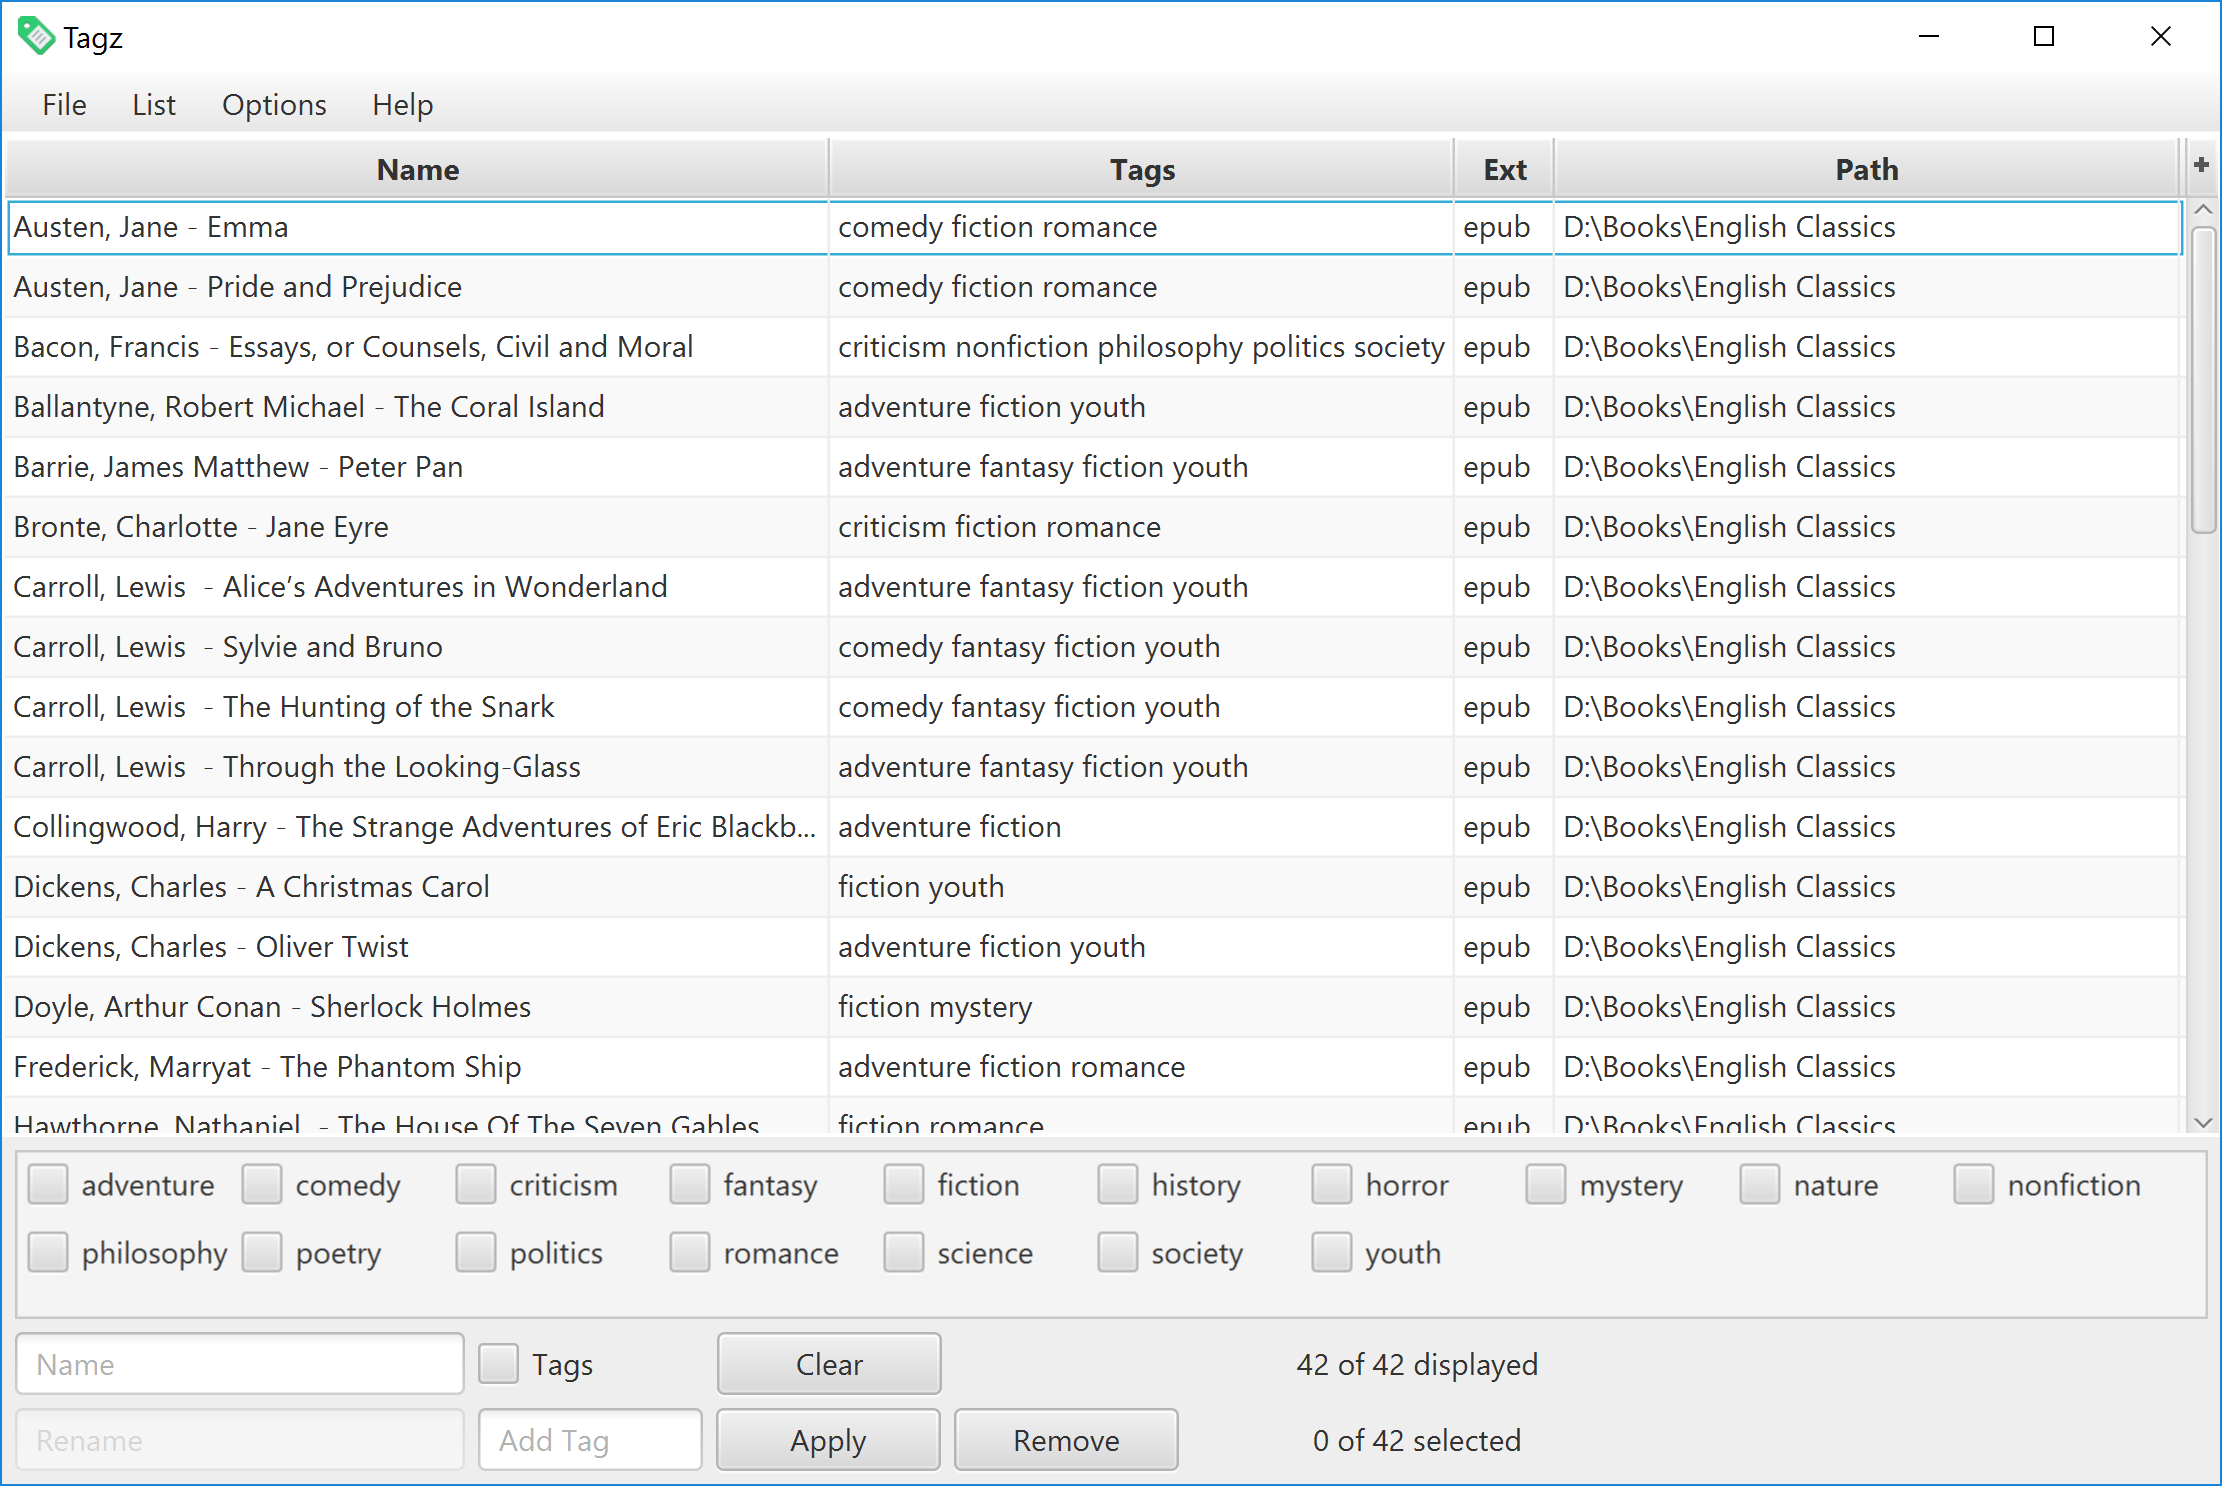 Tagz
File List Options Help
Name Tags Ext Path +
Austen, Jane - Emma comedy fiction romance epub D:\Books\English Classics
Austen, Jane - Pride and Prejudice comedy fiction romance epub D:\Books\English Classics
Bacon, Francis - Essays, or Counsels, Civil and Moral criticism nonfiction philosophy politics society epub D:\Books\English Classics
Ballantyne, Robert Michael - The Coral Island adventure fiction youth epub D:\Books\English Classics
Barrie, James Matthew - Peter Pan adventure fantasy fiction youth epub D:\Books\English Classics
Bronte, Charlotte - Jane Eyre criticism fiction romance epub D:\Books\English Classics
Carroll, Lewis  - Alice’s Adventures in Wonderland adventure fantasy fiction youth epub D:\Books\English Classics
Carroll, Lewis  - Sylvie and Bruno comedy fantasy fiction youth epub D:\Books\English Classics
Carroll, Lewis  - The Hunting of the Snark comedy fantasy fiction youth epub D:\Books\English Classics
Carroll, Lewis  - Through the Looking-Glass adventure fantasy fiction youth epub D:\Books\English Classics
Collingwood, Harry - The Strange Adventures of Eric Blackb... adventure fiction epub D:\Books\English Classics
Dickens, Charles - A Christmas Carol fiction youth epub D:\Books\English Classics
Dickens, Charles - Oliver Twist adventure fiction youth epub D:\Books\English Classics
Doyle, Arthur Conan - Sherlock Holmes fiction mystery epub D:\Books\English Classics
Frederick, Marryat - The Phantom Ship adventure fiction romance epub D:\Books\English Classics
Hawthorne, Nathaniel  - The House Of The Seven Gables fiction romance epub D:\Books\English Classics
adventure comedy criticism fantasy fiction history horror mystery nature nonfiction
philosophy poetry politics romance science society youth
Name Tags Clear 42 of 42 displayed
Rename Add Tag Apply Remove 0 of 42 selected